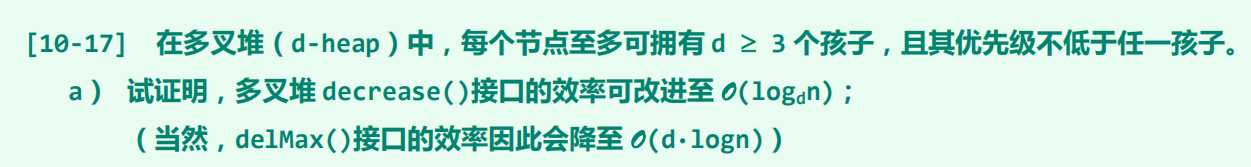 [10-17] 在多叉堆（d-heap）中，每个节点至多可拥有 d ≥ 3 个孩子，且其优先级不低于任一孩子。
a） 试证明，多叉堆 decrease()接口的效率可改进至 O(logdn)；
（当然，delMax()接口的效率因此会降至 O(d·logn)）